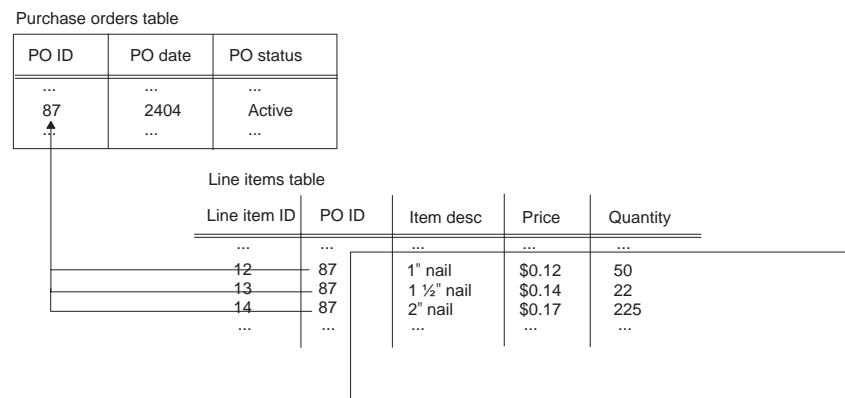 Purchase orders table
PO ID PO date PO status
... ... ...
87 2404 Active
... ... ...
Line items table
Line item ID PO ID Item desc Price Quantity
... ... ... ... ...
12 87 1" nail $0.12 50
13 87 1 ½" nail $0.14 22
14 87 2" nail $0.17 225
... ... ... ... ...